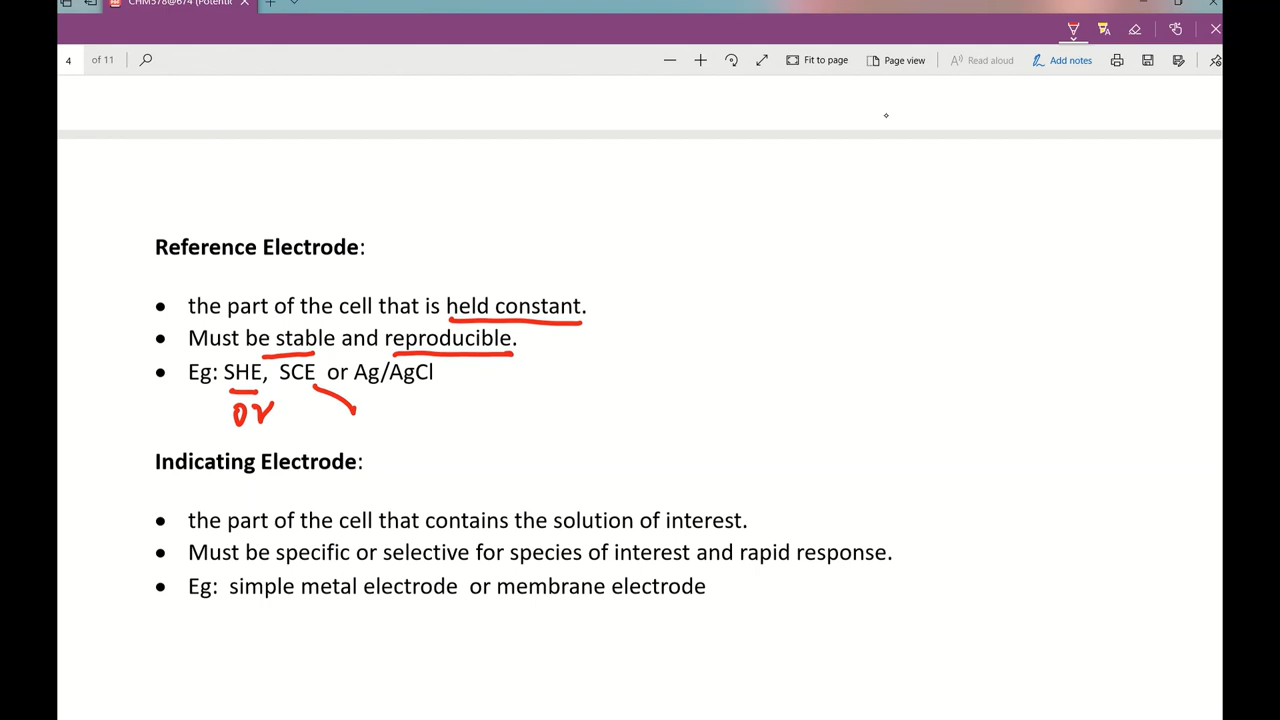 CHM578@674 (Potentic
4 of 11 Fit to page Page view Read aloud Add notes
Reference Electrode:
• the part of the cell that is held constant.
• Must be stable and reproducible.
• Eg: SHE, SCE or Ag/AgCl
0V
Indicating Electrode:
• the part of the cell that contains the solution of interest.
• Must be specific or selective for species of interest and rapid response.
• Eg: simple metal electrode or membrane electrode